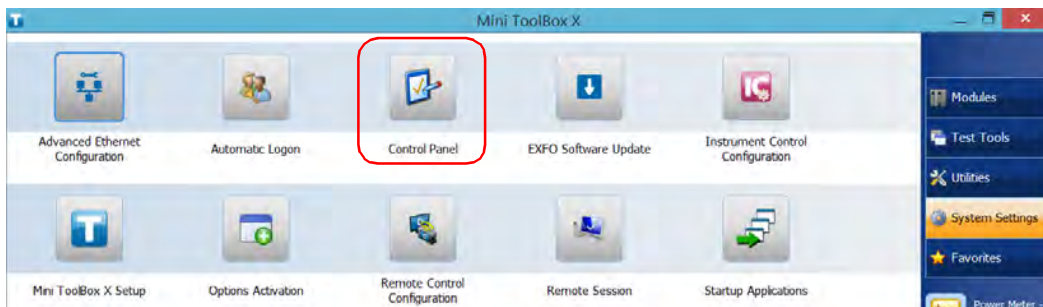 Mini ToolBox X
Advanced Ethernet
Configuration
Automatic Logon
Control Panel
EXFO Software Update
Instrument Control
Configuration
Mini ToolBox X Setup
Options Activation
Remote Control
Configuration
Remote Session
Startup Applications
Modules
Test Tools
Utilities
System Settings
Favorites
Power Meter -